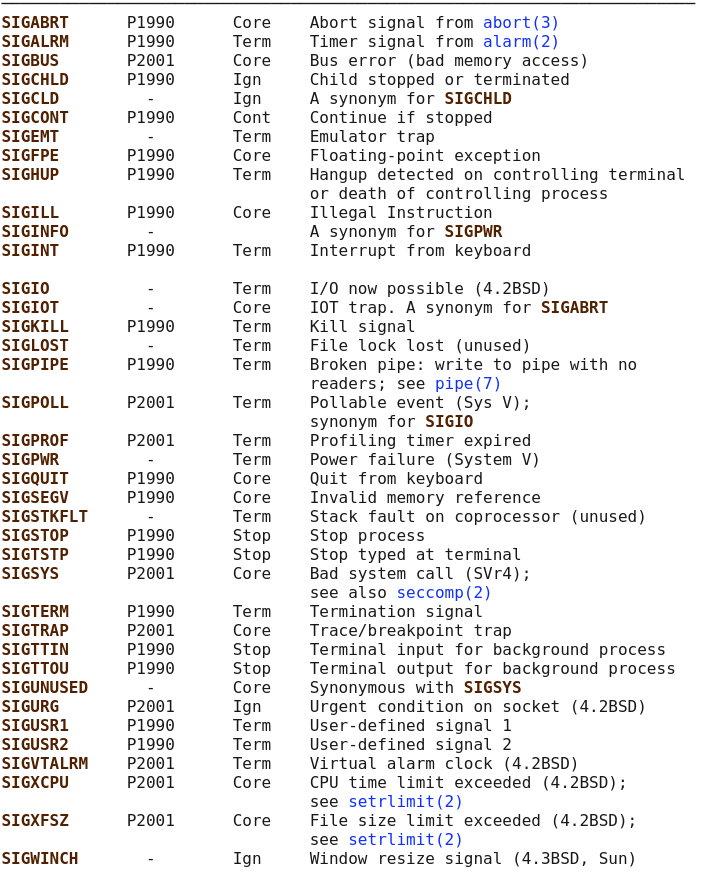 SIGABRT      P1990      Core    Abort signal from abort(3)
SIGALRM      P1990      Term    Timer signal from alarm(2)
SIGBUS       P2001      Core    Bus error (bad memory access)
SIGCHLD      P1990      Ign     Child stopped or terminated
SIGCLD         -        Ign     A synonym for SIGCHLD
SIGCONT      P1990      Cont    Continue if stopped
SIGEMT         -        Term    Emulator trap
SIGFPE       P1990      Core    Floating-point exception
SIGHUP       P1990      Term    Hangup detected on controlling terminal
                                or death of controlling process
SIGILL       P1990      Core    Illegal Instruction
SIGINFO        -                A synonym for SIGPWR
SIGINT       P1990      Term    Interrupt from keyboard
SIGIO          -        Term    I/O now possible (4.2BSD)
SIGIOT         -        Core    IOT trap. A synonym for SIGABRT
SIGKILL      P1990      Term    Kill signal
SIGLOST        -        Term    File lock lost (unused)
SIGPIPE      P1990      Term    Broken pipe: write to pipe with no
                                readers; see pipe(7)
SIGPOLL      P2001      Term    Pollable event (Sys V);
                                synonym for SIGIO
SIGPROF      P2001      Term    Profiling timer expired
SIGPWR         -        Term    Power failure (System V)
SIGQUIT      P1990      Core    Quit from keyboard
SIGSEGV      P1990      Core    Invalid memory reference
SIGSTKFLT      -        Term    Stack fault on coprocessor (unused)
SIGSTOP      P1990      Stop    Stop process
SIGTSTP      P1990      Stop    Stop typed at terminal
SIGSYS       P2001      Core    Bad system call (SVr4);
                                see also seccomp(2)
SIGTERM      P1990      Term    Termination signal
SIGTRAP      P2001      Core    Trace/breakpoint trap
SIGTTIN      P1990      Stop    Terminal input for background process
SIGTTOU      P1990      Stop    Terminal output for background process
SIGUNUSED      -        Core    Synonymous with SIGSYS
SIGURG       P2001      Ign     Urgent condition on socket (4.2BSD)
SIGUSR1      P1990      Term    User-defined signal 1
SIGUSR2      P1990      Term    User-defined signal 2
SIGVTALRM    P2001      Term    Virtual alarm clock (4.2BSD)
SIGXCPU      P2001      Core    CPU time limit exceeded (4.2BSD);
                                see setrlimit(2)
SIGXFSZ      P2001      Core    File size limit exceeded (4.2BSD);
                                see setrlimit(2)
SIGWINCH       -        Ign     Window resize signal (4.3BSD, Sun)